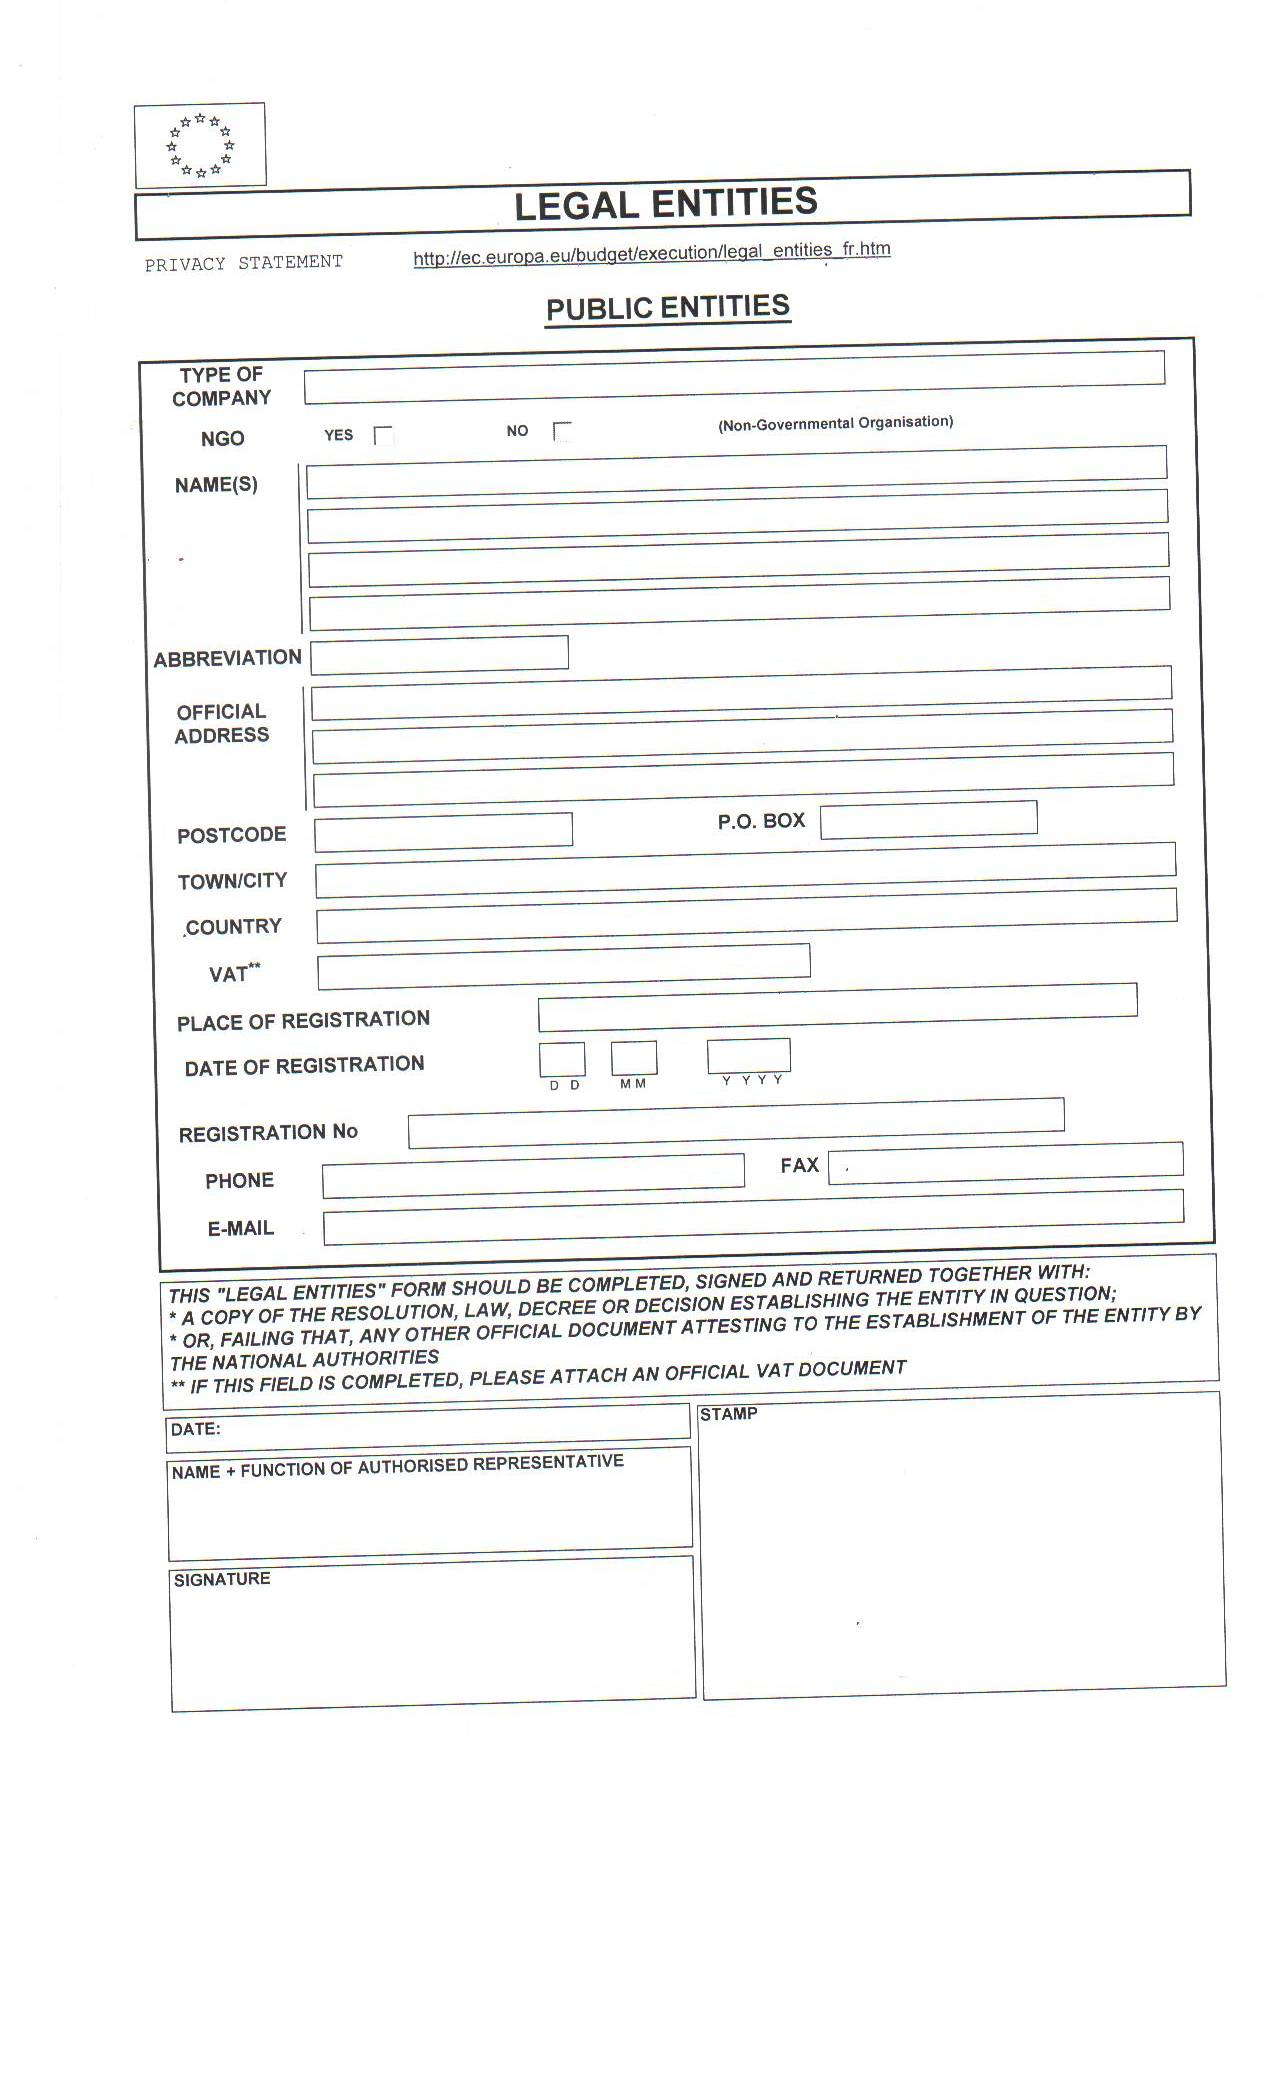 LEGAL ENTITIES
PRIVACY STATEMENT http://ec.europa.eu/budget/execution/legal_entities_fr.htm
PUBLIC ENTITIES
TYPE OF
COMPANY
NGO YES NO (Non-Governmental Organisation)
NAME(S)
ABBREVIATION
OFFICIAL
ADDRESS
POSTCODE P.O. BOX
TOWN/CITY
COUNTRY
VAT**
PLACE OF REGISTRATION
DATE OF REGISTRATION
D D M M Y Y Y Y
REGISTRATION No
PHONE FAX
E-MAIL
THIS "LEGAL ENTITIES" FORM SHOULD BE COMPLETED, SIGNED AND RETURNED TOGETHER WITH:
* A COPY OF THE RESOLUTION, LAW, DECREE OR DECISION ESTABLISHING THE ENTITY IN QUESTION;
* OR, FAILING THAT, ANY OTHER OFFICIAL DOCUMENT ATTESTING TO THE ESTABLISHMENT OF THE ENTITY BY
THE NATIONAL AUTHORITIES
** IF THIS FIELD IS COMPLETED, PLEASE ATTACH AN OFFICIAL VAT DOCUMENT
DATE: STAMP
NAME + FUNCTION OF AUTHORISED REPRESENTATIVE
SIGNATURE